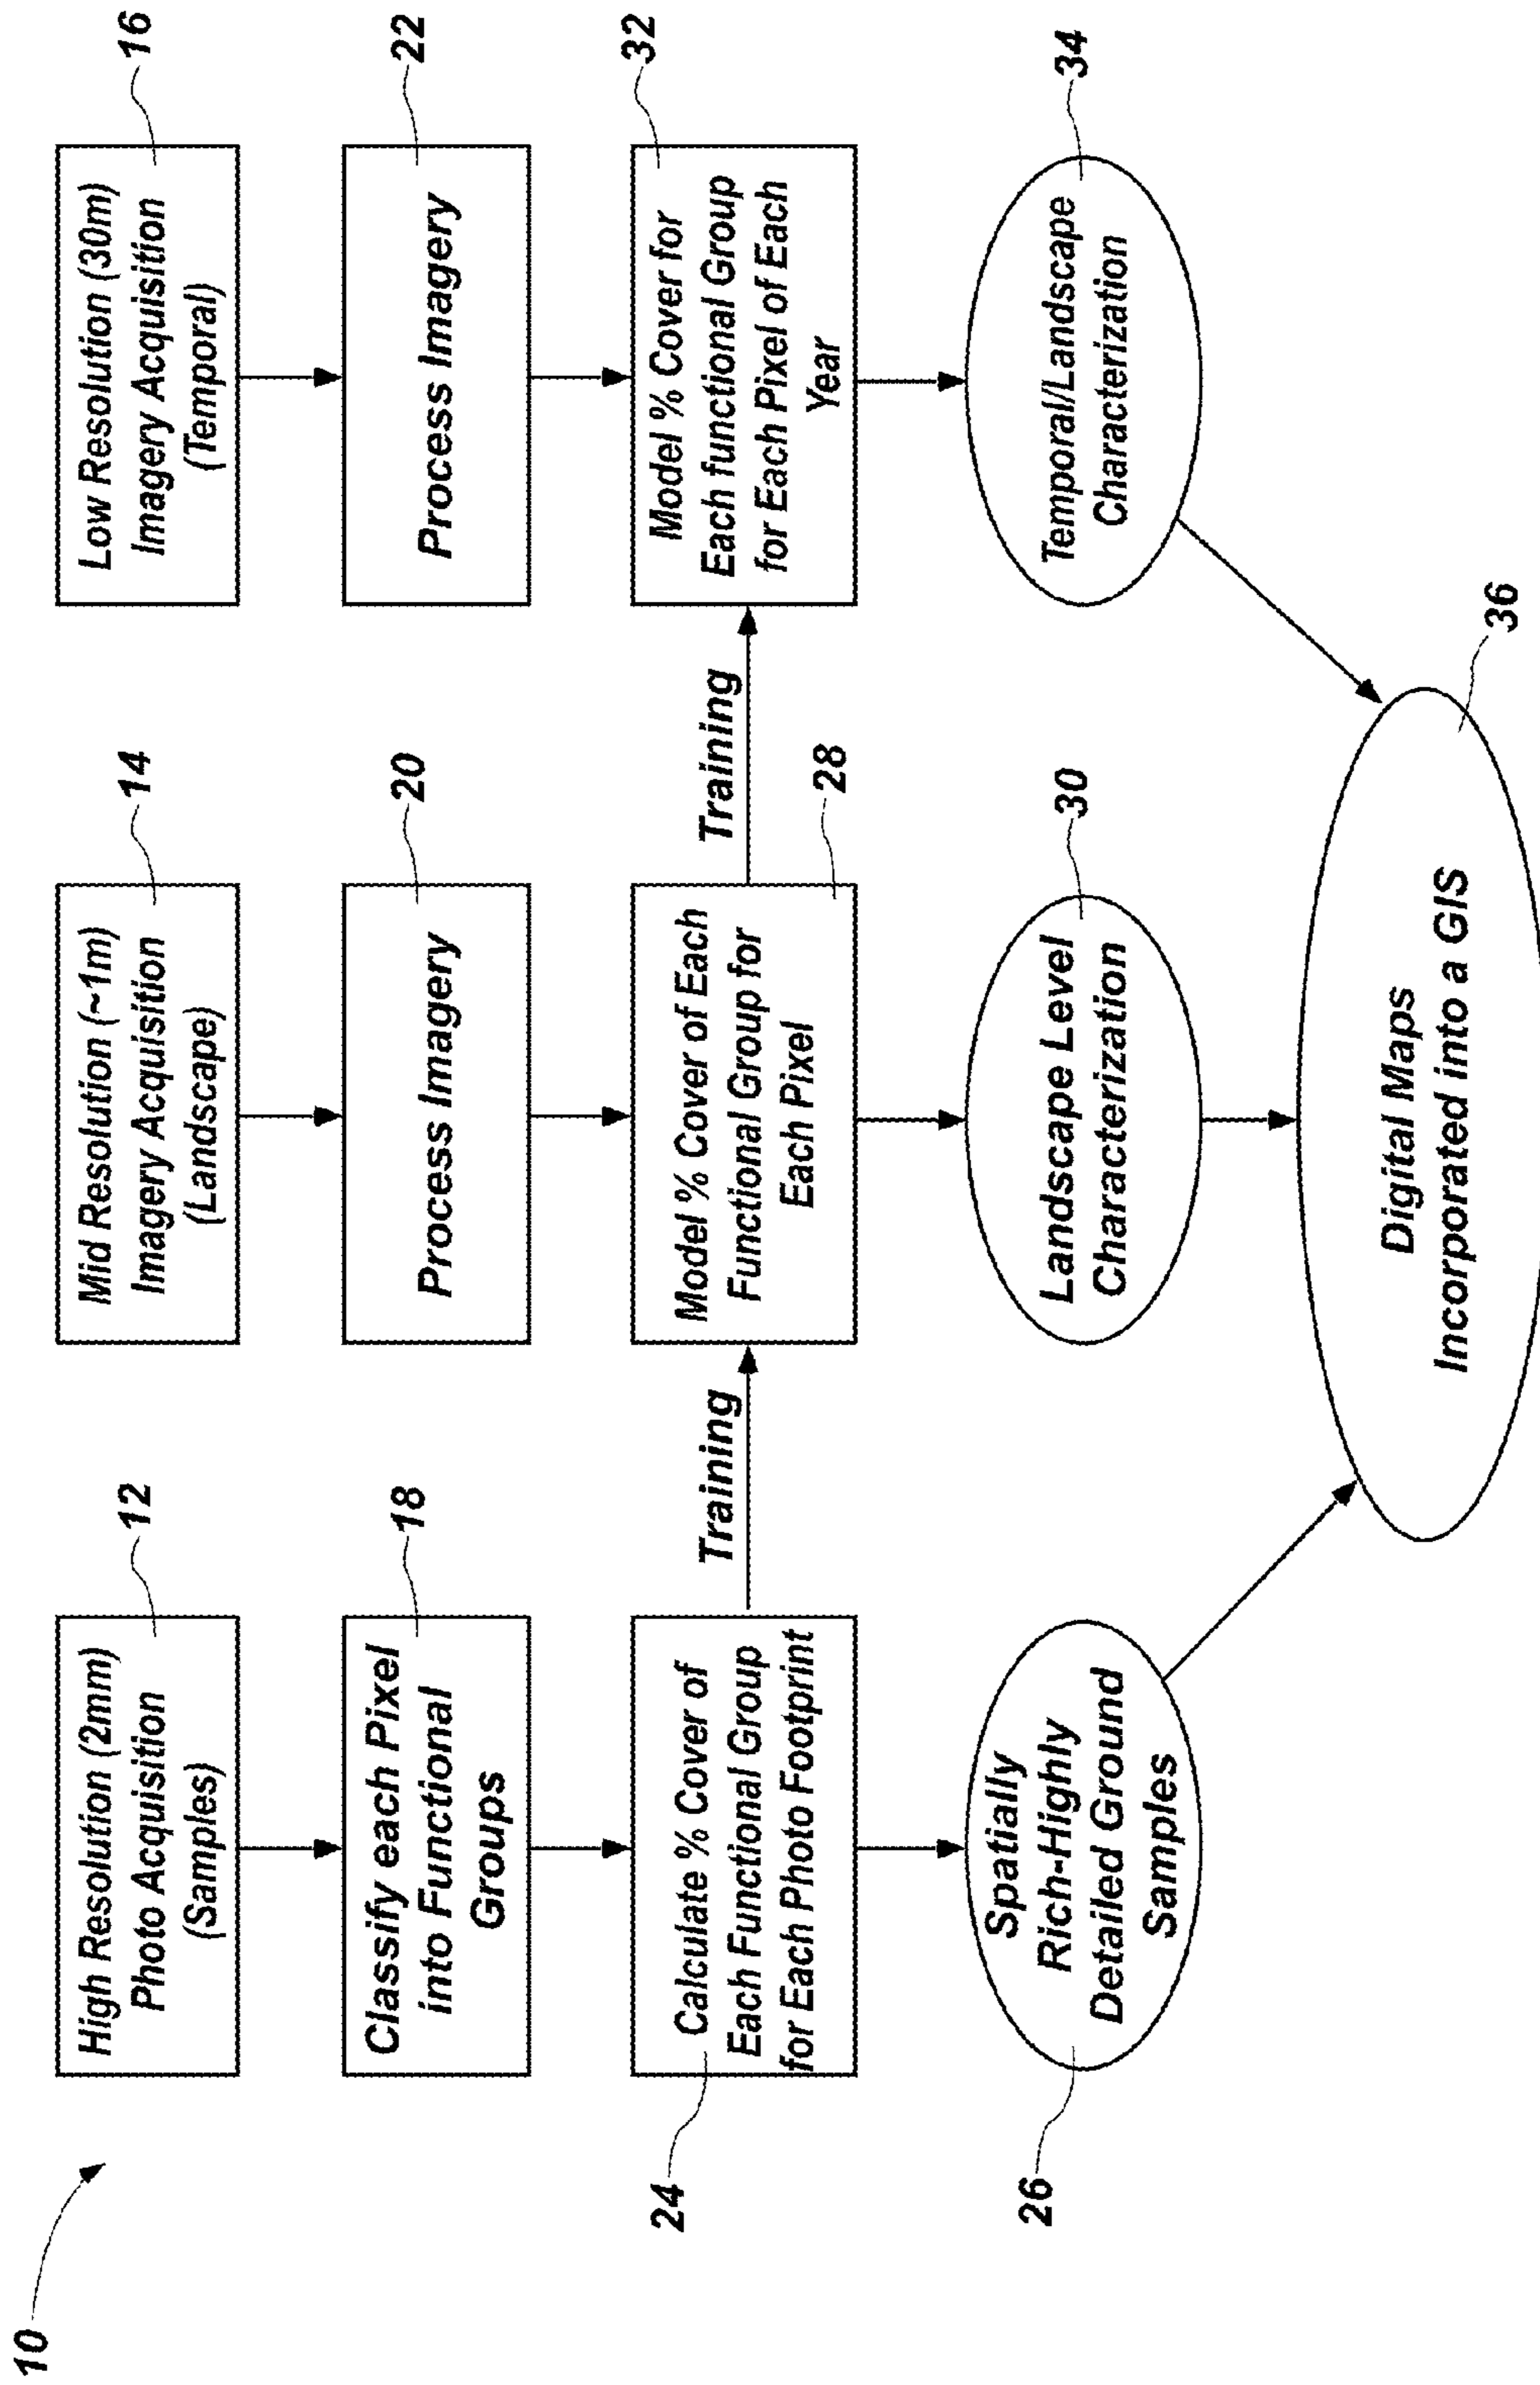 10
High Resolution (2mm)
Photo Acquisition
(Samples)
12
Mid Resolution (~1m)
Imagery Acquisition
(Landscape)
14
Low Resolution (30m)
Imagery Acquisition
(Temporal)
16
Classify each Pixel
into Functional
Groups
18
Process Imagery
20
Process Imagery
22
24
Calculate % Cover of
Each Functional Group
for Each Photo Footprint
Training
Model % Cover of Each
Functional Group for
Each Pixel
28
Training
Model % Cover for
Each functional Group
for Each Pixel of Each
Year
32
26
Spatially
Rich-Highly
Detailed Ground
Samples
Landscape Level
Characterization
30
Temporal/Landscape
Characterization
34
Digital Maps
Incorporated into a GIS
36